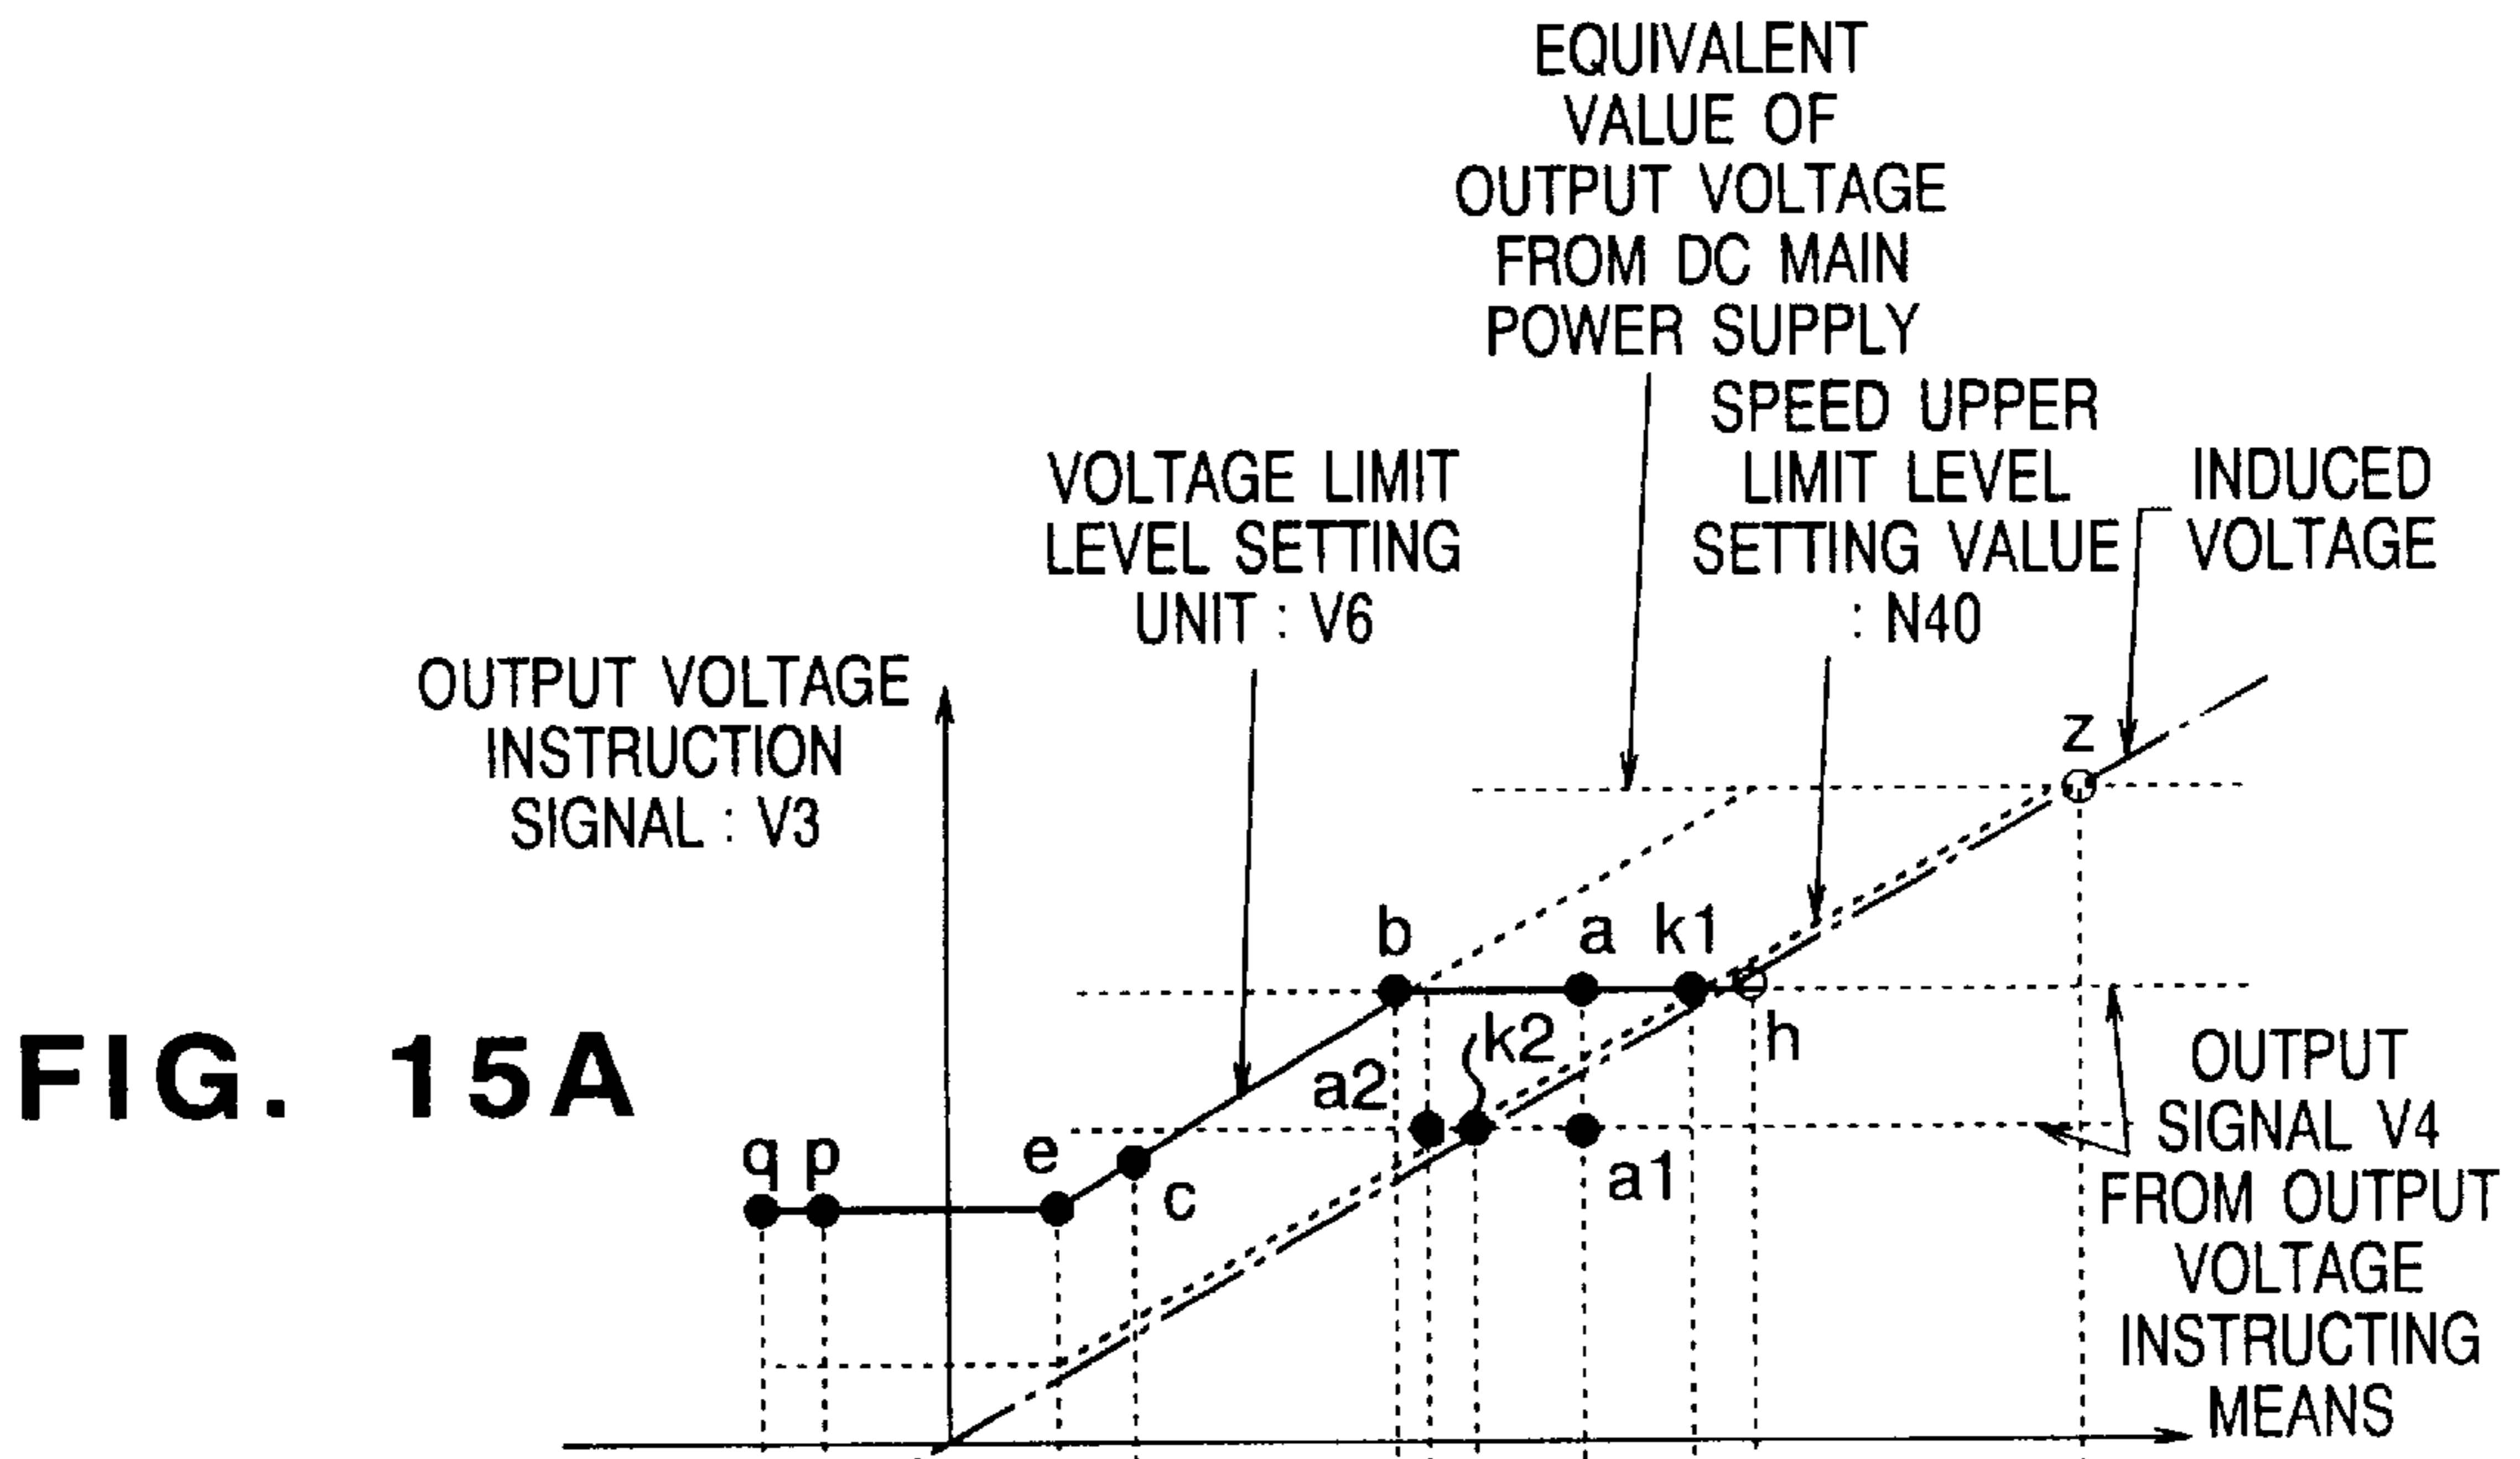 EQUIVALENT
VALUE OF
OUTPUT VOLTAGE
FROM DC MAIN
POWER SUPPLY
SPEED UPPER
LIMIT LEVEL
SETTING VALUE
: N40
INDUCED
VOLTAGE
VOLTAGE LIMIT
LEVEL SETTING
UNIT : V6
OUTPUT VOLTAGE
INSTRUCTION
SIGNAL : V3
z
b
a
k1
h
k2
a2
a1
FIG. 15A
q
p
e
c
OUTPUT
SIGNAL V4
FROM OUTPUT
VOLTAGE
INSTRUCTING
MEANS